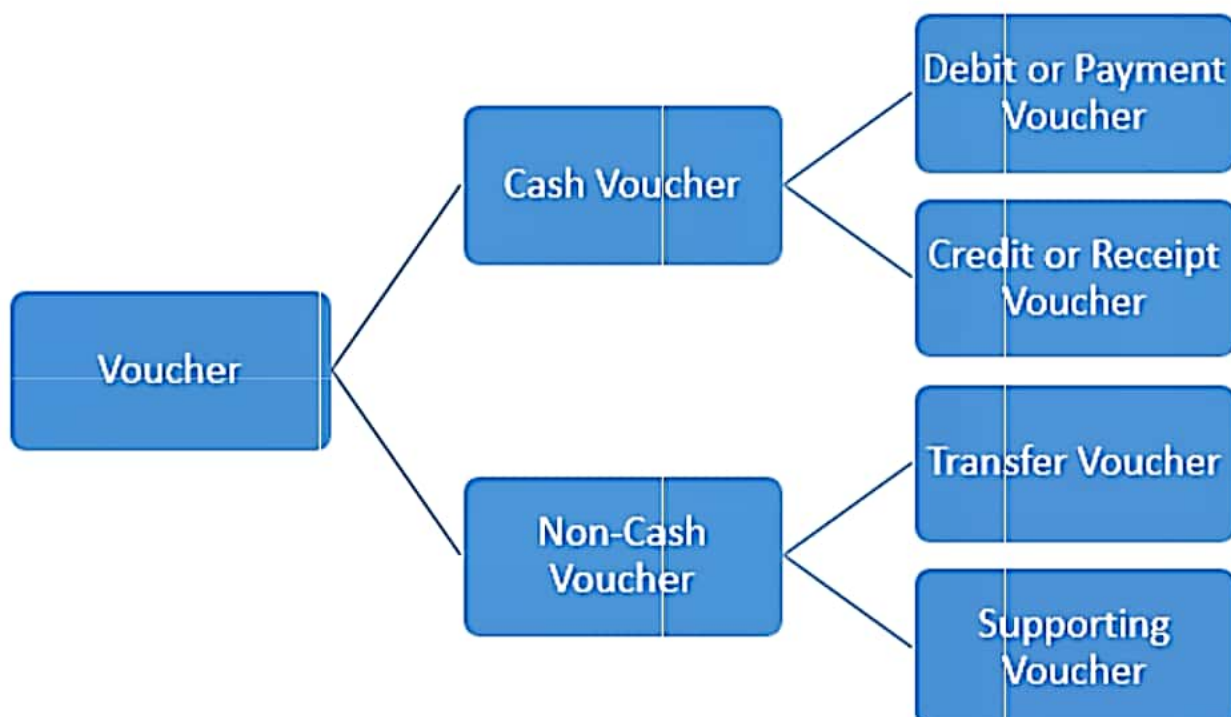 Voucher
Cash Voucher
Non-Cash
Voucher
Debit or Payment
Voucher
Credit or Receipt
Voucher
Transfer Voucher
Supporting
Voucher